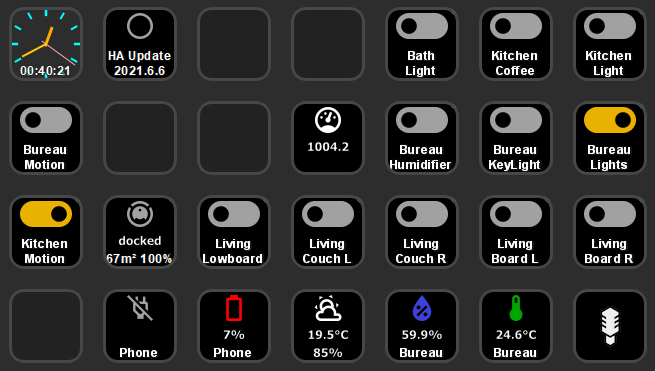 00:40:21
HA Update
2021.6.6
Bath
Light
Kitchen
Coffee
Kitchen
Light
Bureau
Motion
1004.2
Bureau
Humidifier
Bureau
KeyLight
Bureau
Lights
Kitchen
Motion
docked
67m² 100%
Living
Lowboard
Living
Couch L
Living
Couch R
Living
Board L
Living
Board R
Phone
7%
Phone
19.5°C
85%
59.9%
Bureau
24.6°C
Bureau